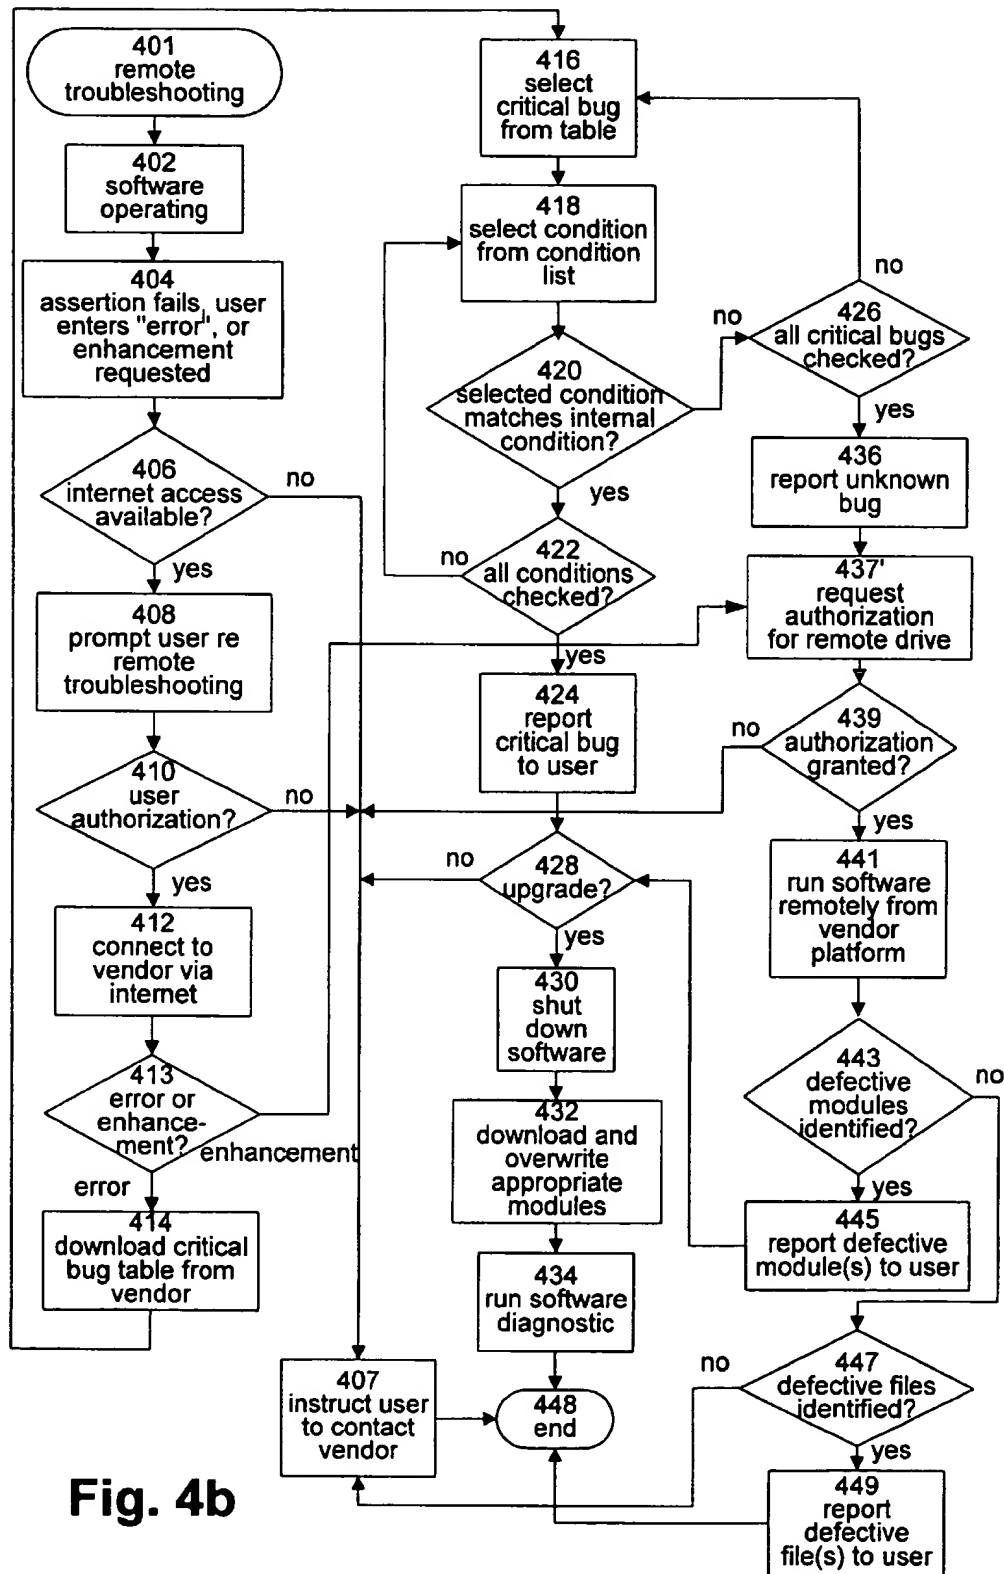 401
remote
troubleshooting
402
software
operating
404
assertion fails, user
enters "error", or
enhancement
requested
406
internet access
available?
no
yes
408
prompt user re
remote
troubleshooting
410
user
authorization?
no
yes
412
connect to
vendor via
internet
413
error or
enhance-
ment?
enhancement
error
414
download critical
bug table from
vendor
416
select
critical bug
from table
418
select condition
from condition
list
420
selected condition
matches internal
condition?
no
yes
422
all conditions
checked?
no
yes
424
report
critical bug
to user
428
upgrade?
no
yes
430
shut
down
software
432
download and
overwrite
appropriate
modules
434
run software
diagnostic
407
instruct user
to contact
vendor
448
end
426
all critical bugs
checked?
no
yes
436
report unknown
bug
437'
request
authorization
for remote drive
439
authorization
granted?
no
yes
441
run software
remotely from
vendor
platform
443
defective
modules
identified?
no
yes
445
report defective
module(s) to user
447
defective files
identified?
no
yes
449
report
defective
file(s) to user
Fig. 4b